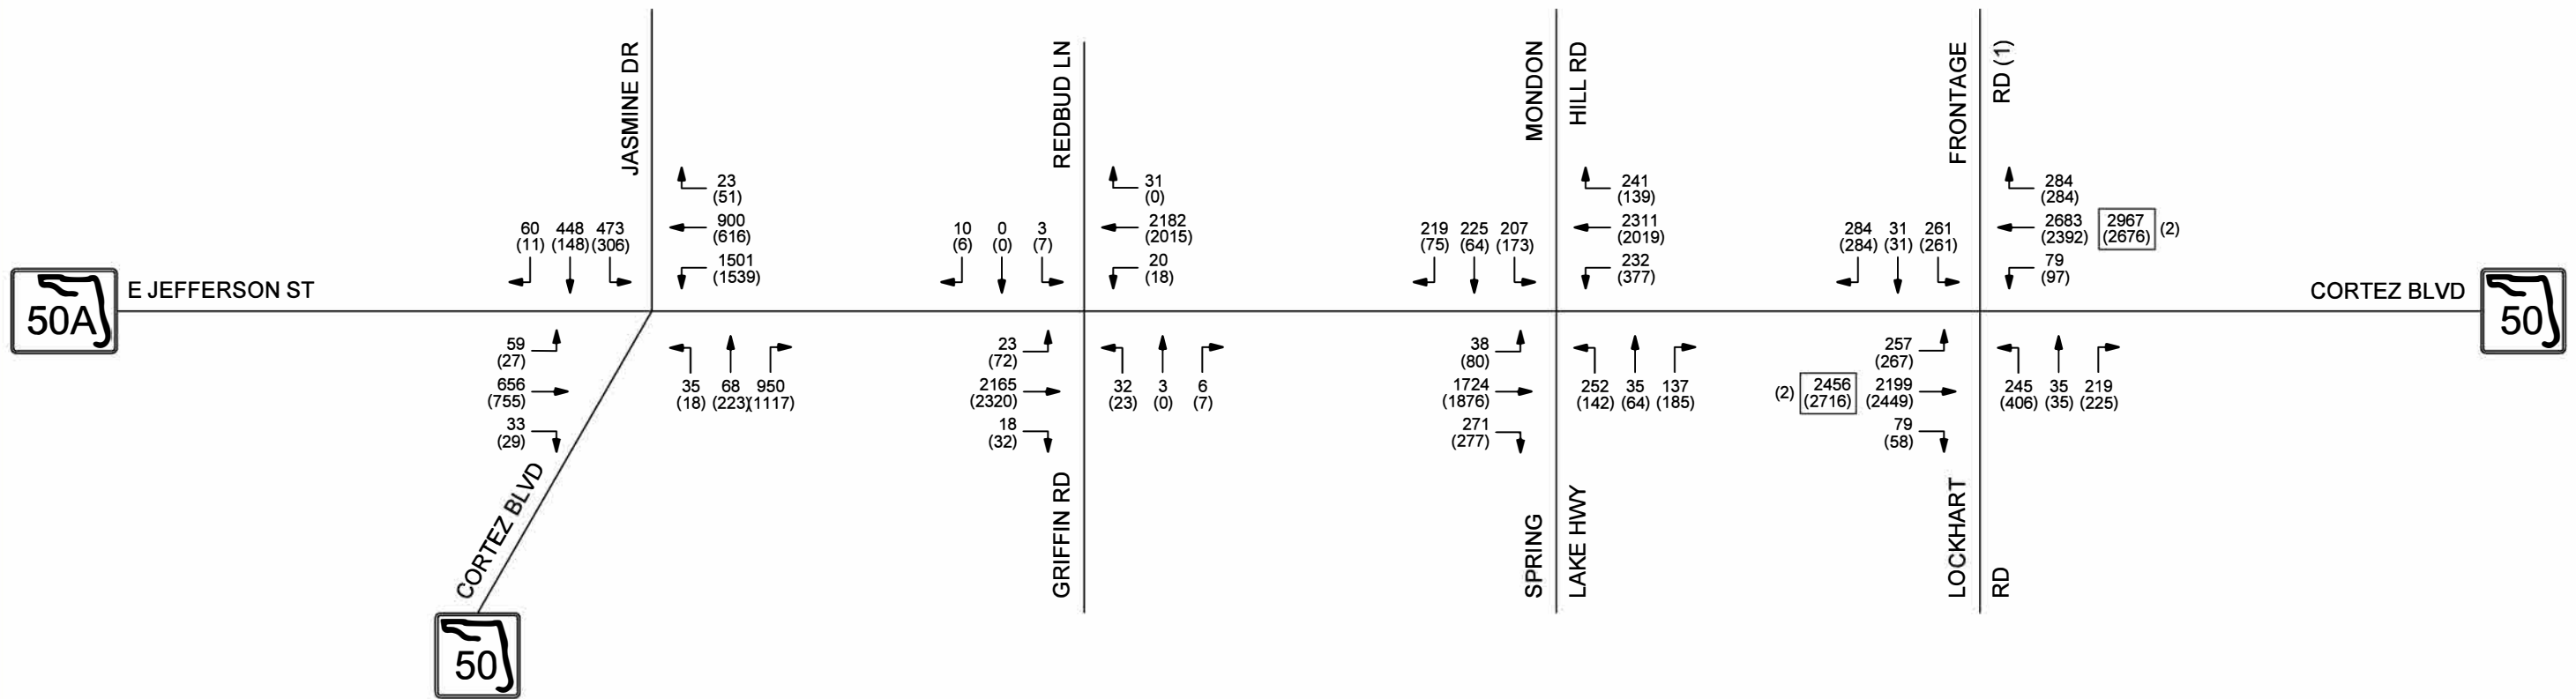 JASMINE DR
REDBUD LN
MONDON
HILL RD
FRONTAGE
RD (1)
60 448 473
(11) (148) (306)
23
(51)
900
(616)
1501
(1539)
10 0 3
(6) (0) (7)
31
(0)
2182
(2015)
20
(18)
219 225 207
(75) (64) (173)
241
(139)
2311
(2019)
232
(377)
284 31 261
(284) (31) (261)
284
(284)
2683
(2392)
2967
(2676)
(2)
79
(97)
50A
E JEFFERSON ST
CORTEZ BLVD
50
59
(27)
656
(755)
33
(29)
35 68 950
(18) (223) (1117)
23
(72)
2165
(2320)
18
(32)
32 3 6
(23) (0) (7)
38
(80)
1724
(1876)
271
(277)
252 35 137
(142) (64) (185)
257
(267)
(2)
2456
(2716)
2199
(2449)
79
(58)
245 35 219
(406) (35) (225)
CORTEZ BLVD
GRIFFIN RD
SPRING
LAKE HWY
LOCKHART
RD
50